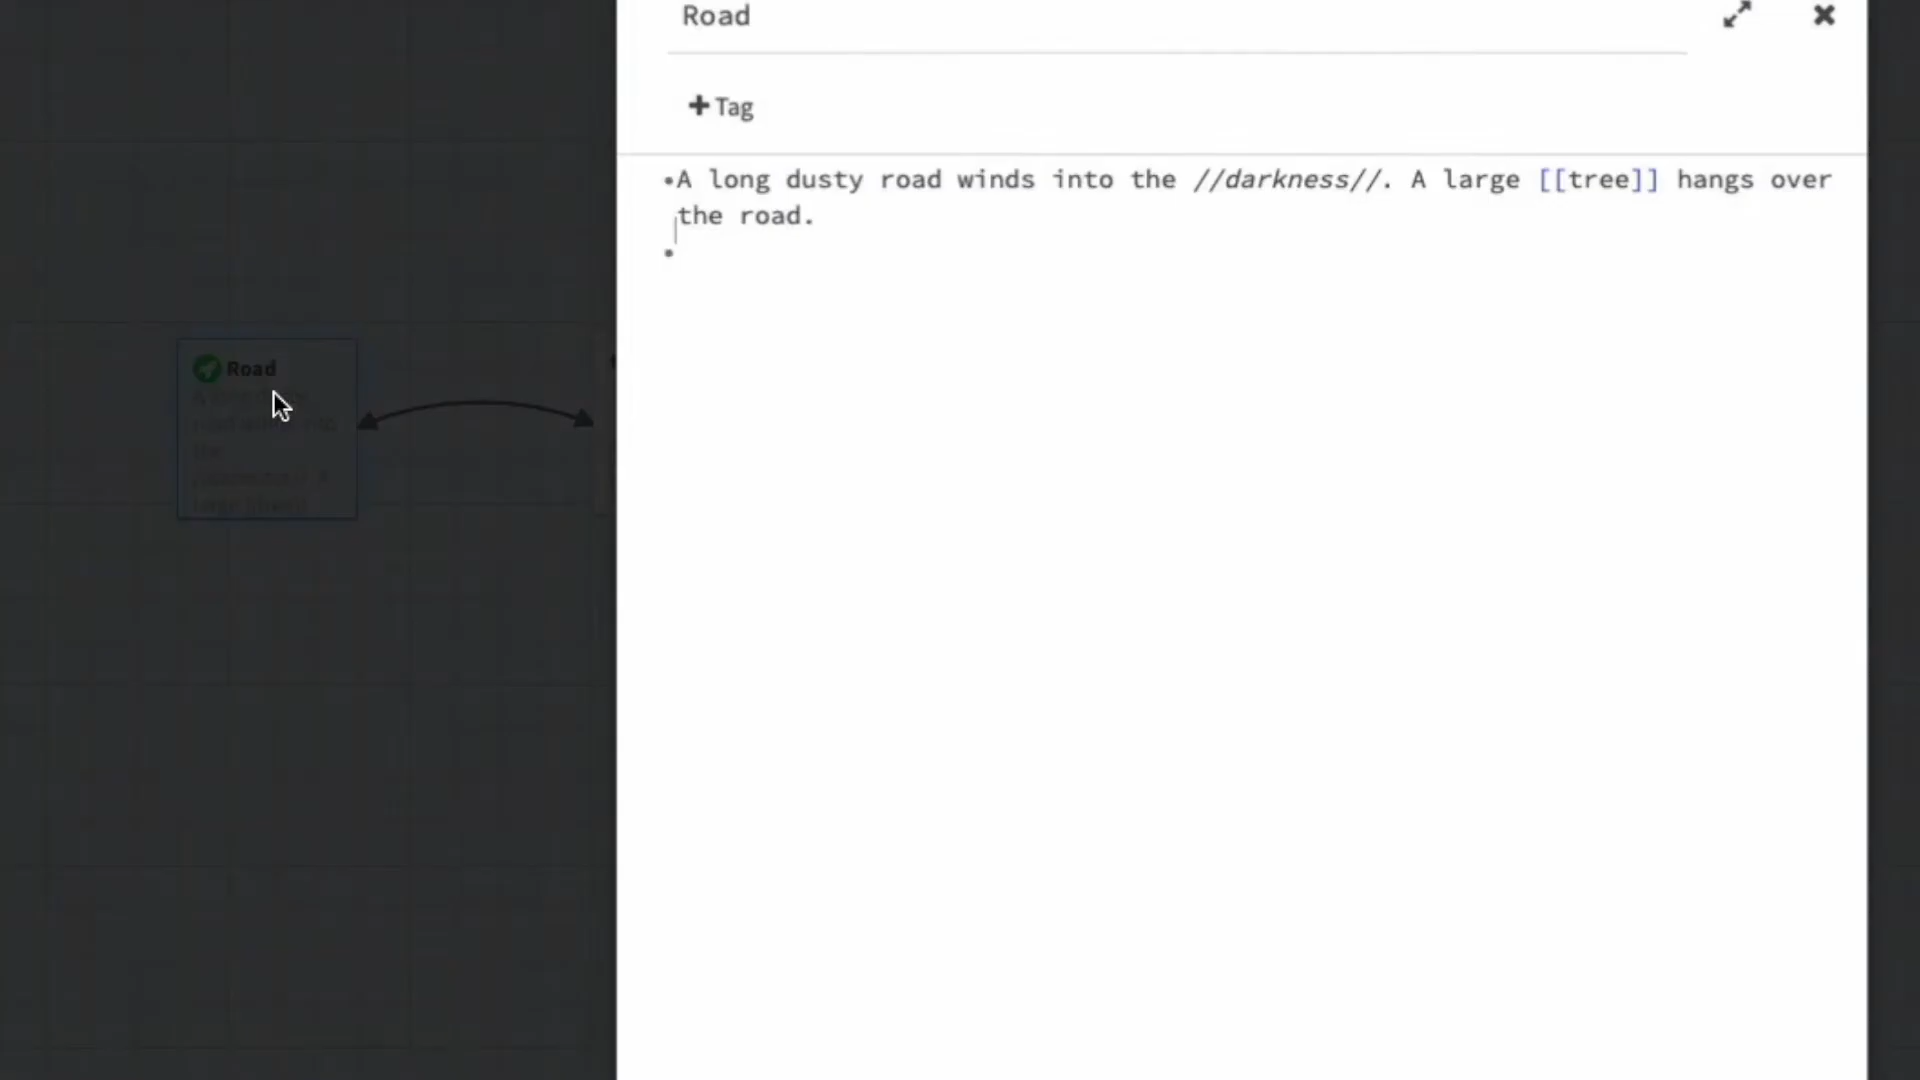 Road
+ Tag
•A long dusty road winds into the //darkness//. A large [[tree]] hangs over
the road.
•
Road